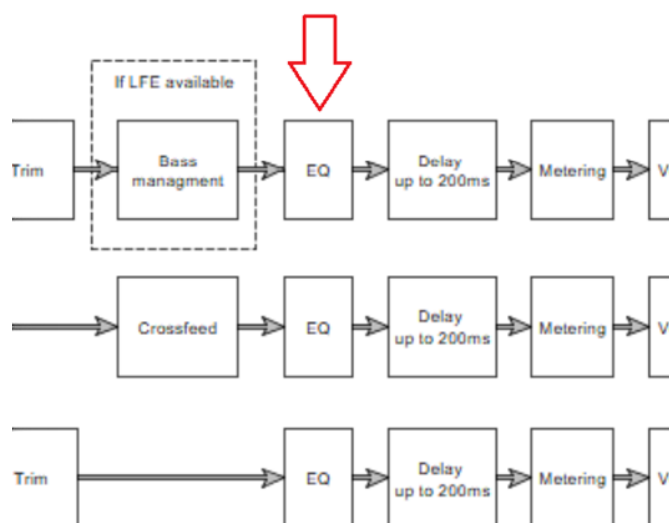 If LFE available
Trim
Bass
managment
EQ
Delay
up to 200ms
Metering
V
Crossfeed
EQ
Delay
up to 200ms
Metering
V
Trim
EQ
Delay
up to 200ms
Metering
V